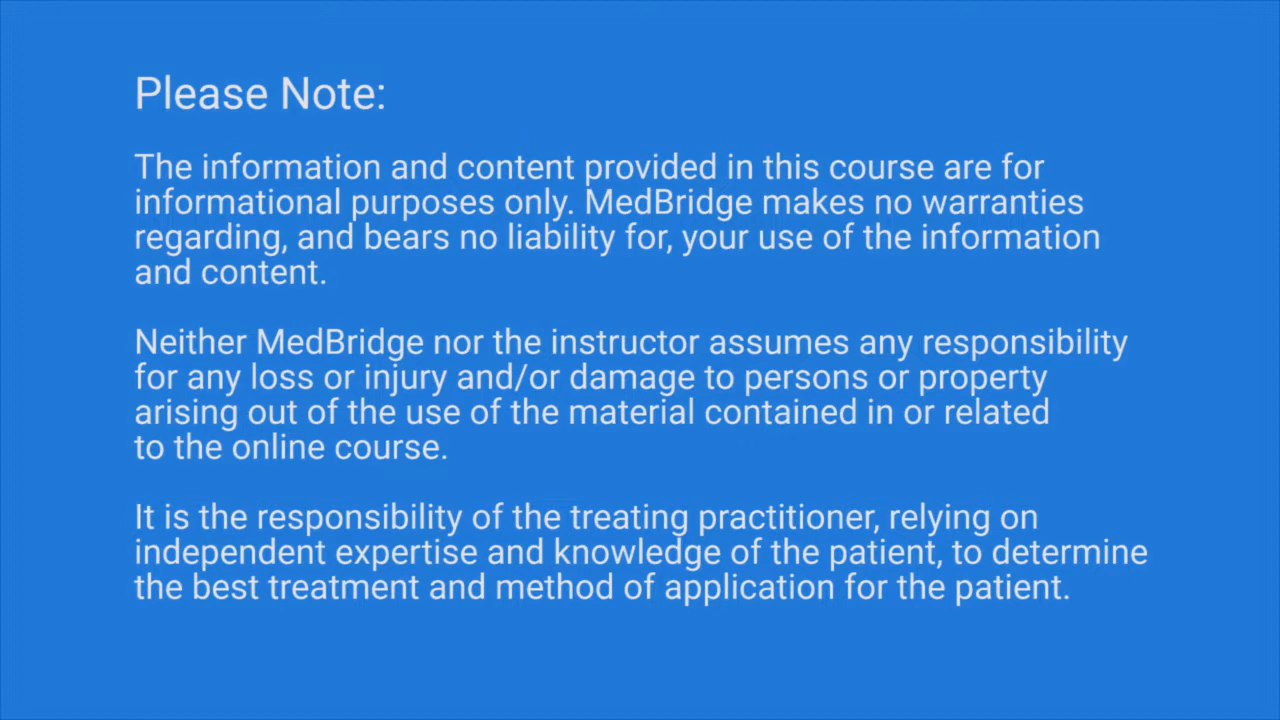 Please Note:
The information and content provided in this course are for
informational purposes only. MedBridge makes no warranties
regarding, and bears no liability for, your use of the information
and content.
Neither MedBridge nor the instructor assumes any responsibility
for any loss or injury and/or damage to persons or property
arising out of the use of the material contained in or related
to the online course.
It is the responsibility of the treating practitioner, relying on
independent expertise and knowledge of the patient, to determine
the best treatment and method of application for the patient.